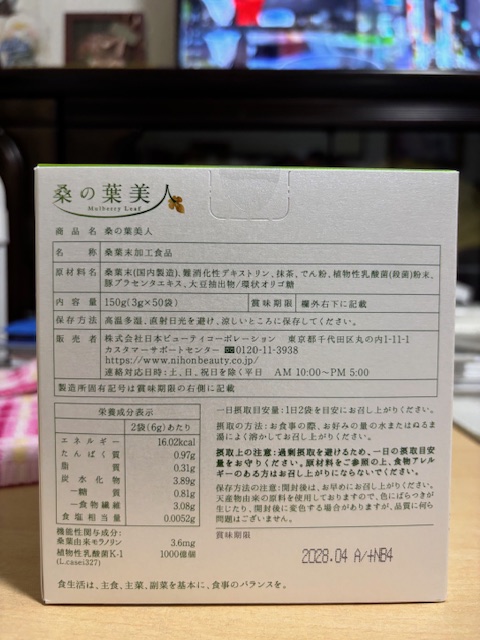 桑の葉美人
Mulberry Leaf
商品名 桑の葉美人
名称 桑葉末加工食品
原材料名 桑葉末(国内製造)、難消化性デキストリン、抹茶、でん粉、植物性乳酸菌(殺菌)粉末、
豚プラセンタエキス、大豆抽出物/環状オリゴ糖
内容量 150g(3g×50袋) 賞味期限 欄外右下に記載
保存方法 高温多湿、直射日光を避け、涼しいところに保存してください。
販売者 株式会社日本ビューティコーポレーション 東京都千代田区丸の内1-11-1
カスタマーサポートセンター 0120-11-3938
https://www.nihonbeauty.co.jp/
連絡対応日時:土、日、祝日を除く平日 AM 10:00~PM 5:00
製造所固有記号は賞味期限の右側に記載
栄養成分表示
2袋(6g)あたり
エネルギー 16.02kcal
たんぱく質 0.97g
脂質 0.31g
炭水化物 3.89g
-糖質 0.81g
-食物繊維 3.08g
食塩相当量 0.0052g
機能性関与成分:
桑葉由来モラノリン 3.6mg
植物性乳酸菌K-1 1000億個
(L.casei327)
一日摂取目安量:1日2袋を目安にお召し上がりください。
摂取の方法:お食事の際、お好みの量の水またはぬるま
湯によく溶かしてお召し上がりください。
摂取上の注意:過剰摂取を避けるため、一日の摂取目安
量をお守りください。原材料をご参照の上、食物アレル
ギーのある方はお召し上がりにならないでください。
保存方法の注意:開封後は、お早めにお召し上がりください。
天産物由来の原料を使用しておりますので、色にばらつきが
生じたり、開封後に変色する場合がありますが、品質に何ら
問題はございません。
賞味期限
2028.04 A/+NB4
食生活は、主食、主菜、副菜を基本に、食事のバランスを。